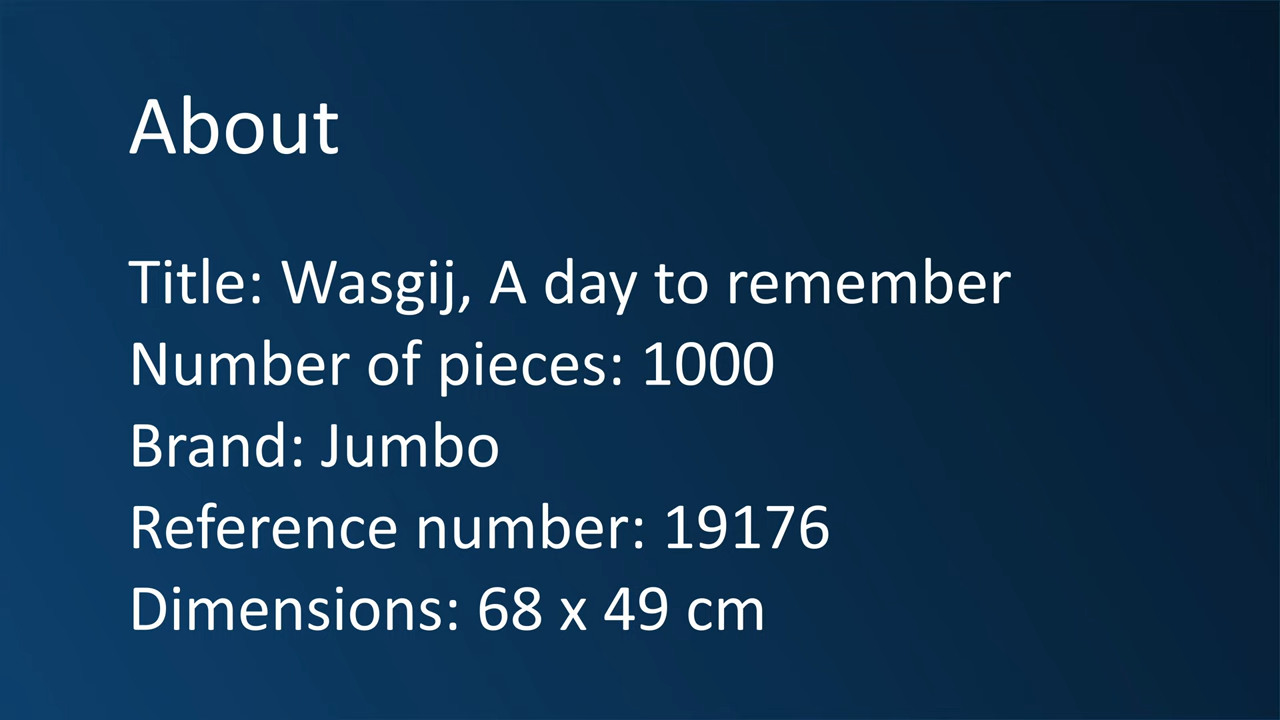 About
Title: Wasgij, A day to remember
Number of pieces: 1000
Brand: Jumbo
Reference number: 19176
Dimensions: 68 x 49 cm